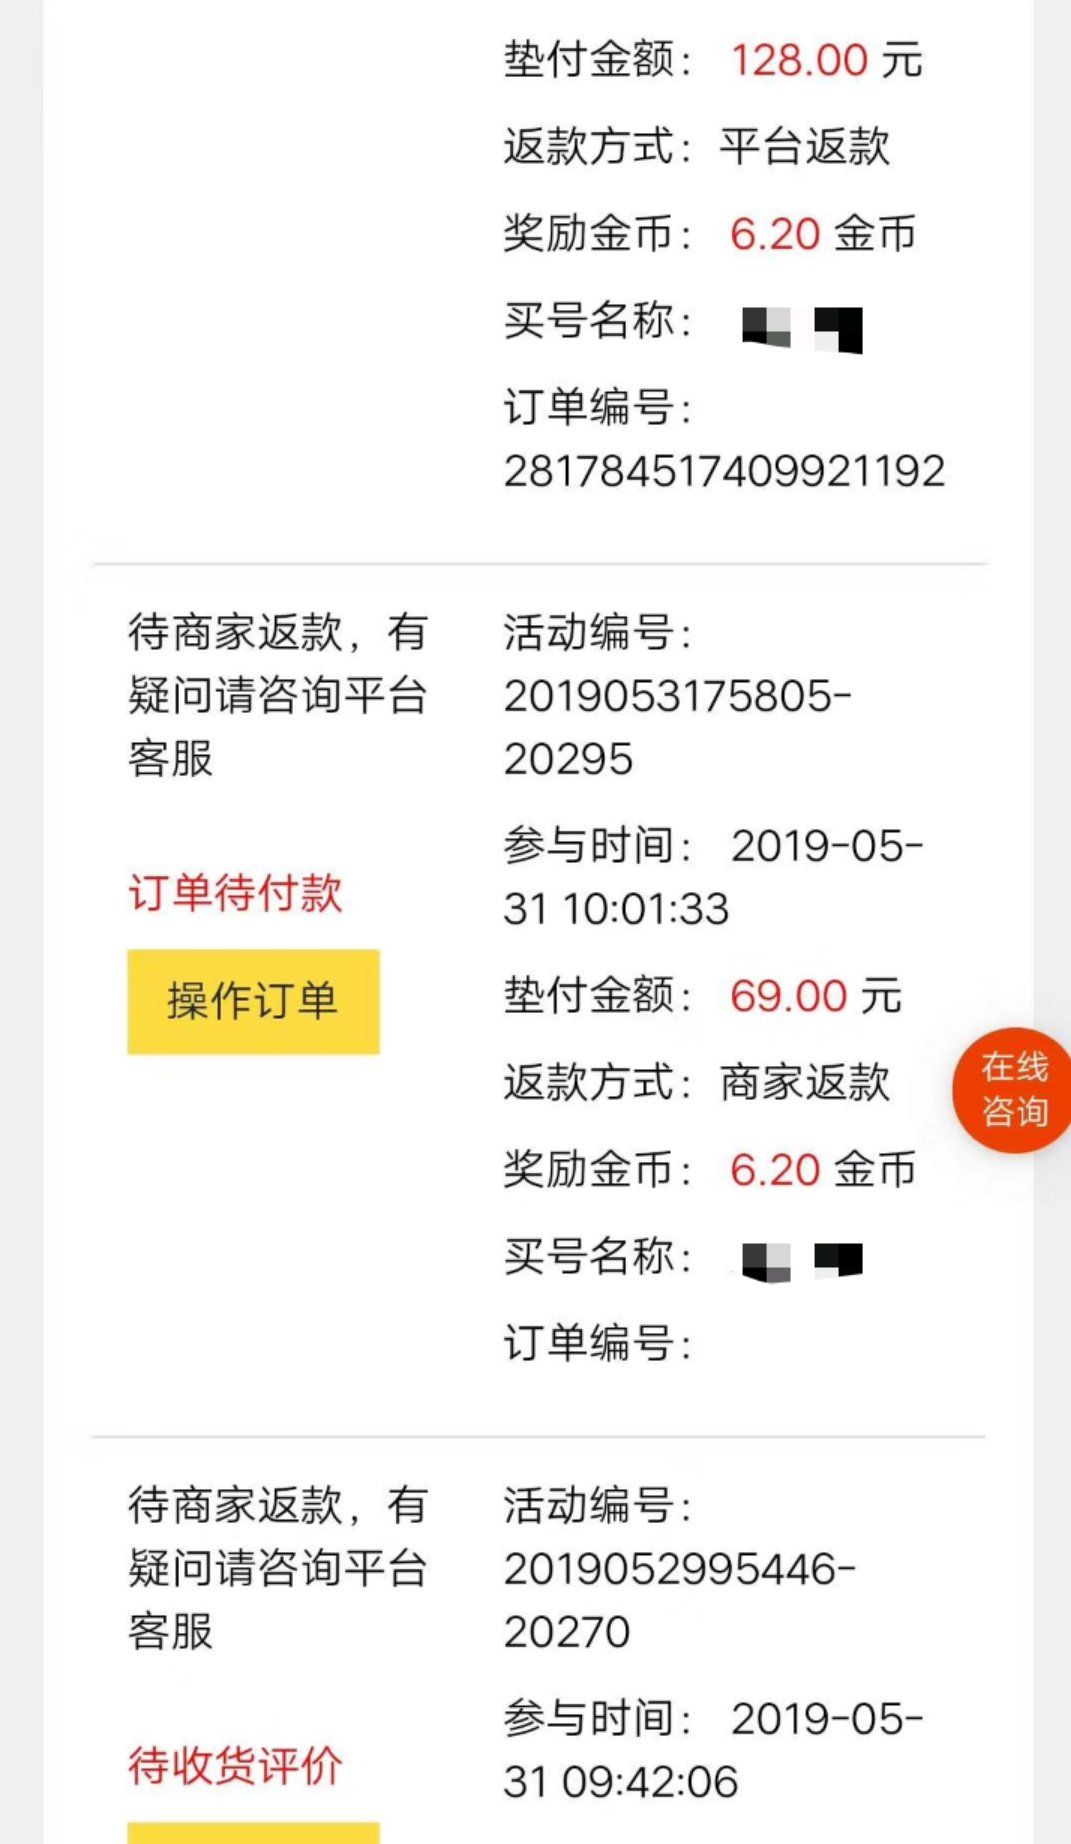 垫付金额： 128.00 元
返款方式：平台返款
奖励金币： 6.20 金币
买号名称：
订单编号：
281784517409921192
待商家返款，有
疑问请咨询平台
客服
订单待付款
操作订单
活动编号：
2019053175805-
20295
参与时间： 2019-05-
31 10:01:33
垫付金额： 69.00 元
返款方式：商家返款
奖励金币： 6.20 金币
买号名称：
订单编号：
在线
咨询
待商家返款，有
疑问请咨询平台
客服
待收货评价
活动编号：
2019052995446-
20270
参与时间： 2019-05-
31 09:42:06